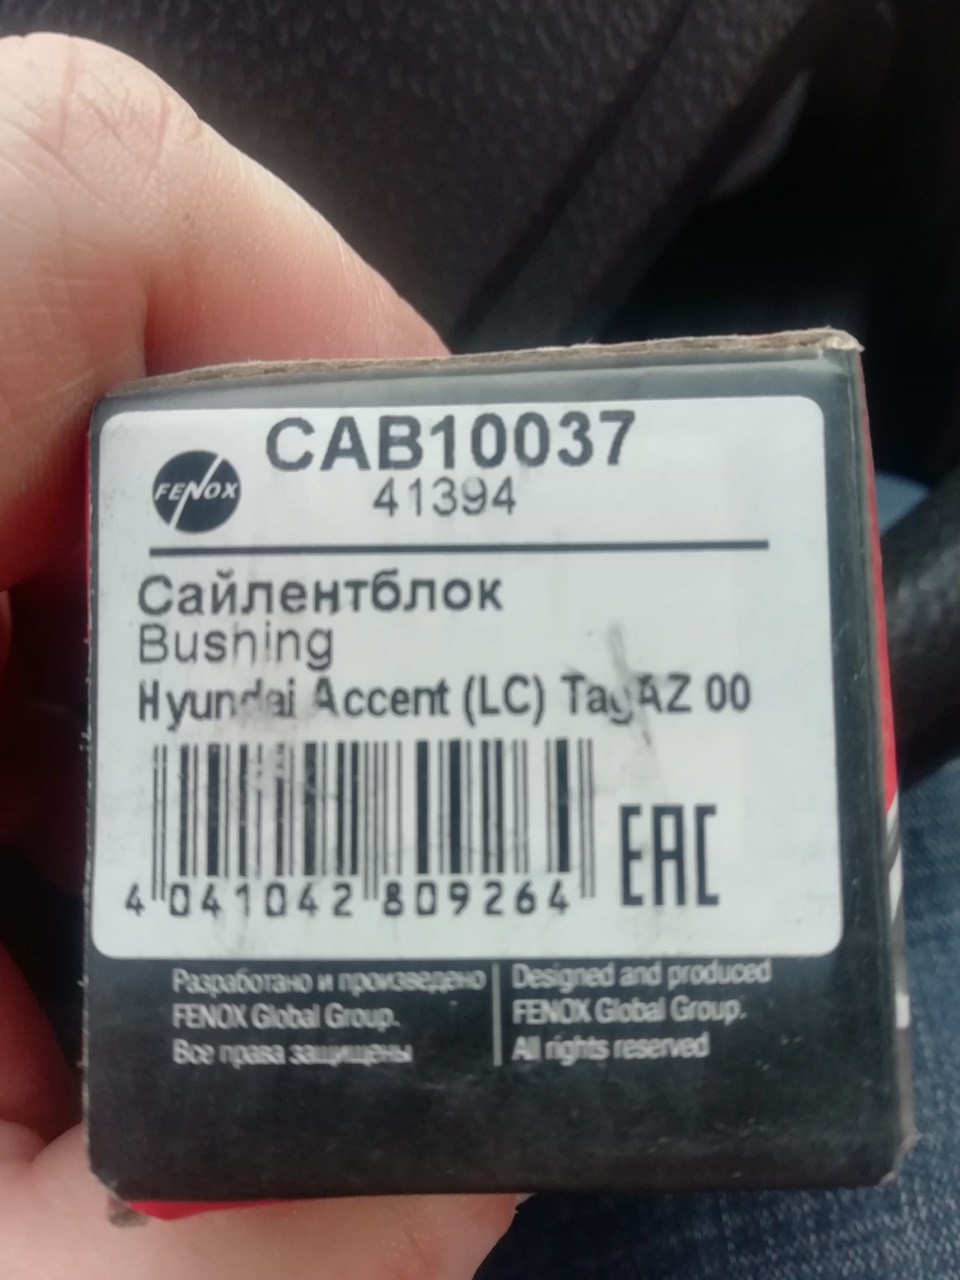 CAB10037
FENOX
41394
Сайлентблок
Bushing
Hyundai Accent (LC) TagAZ 00
EAC
4 041042 809264
Разработано и произведено
FENOX Global Group.
Все права защищены
Designed and produced
FENOX Global Group.
All rights reserved